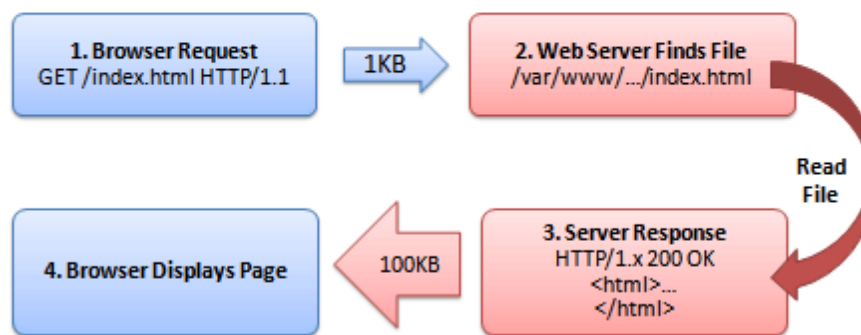 1. Browser Request
GET /index.html HTTP/1.1
1KB
2. Web Server Finds File
/var/www/.../index.html
Read
File
3. Server Response
HTTP/1.x 200 OK
<html>...
</html>
100KB
4. Browser Displays Page